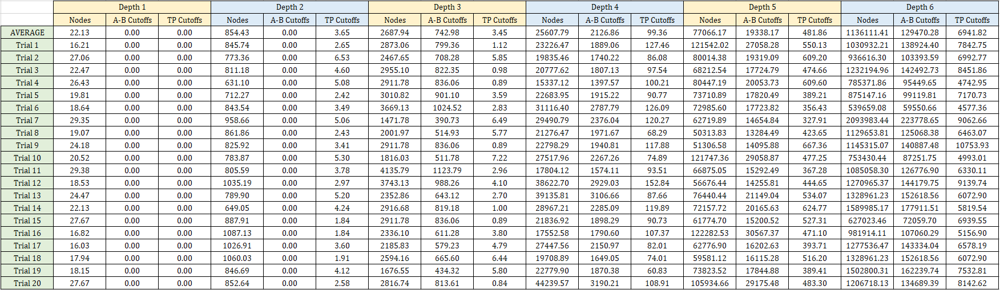 Depth 1 Depth 2 Depth 3 Depth 4 Depth 5 Depth 6
Nodes A-B Cutoffs TP Cutoffs Nodes A-B Cutoffs TP Cutoffs Nodes A-B Cutoffs TP Cutoffs Nodes A-B Cutoffs TP Cutoffs Nodes A-B Cutoffs TP Cutoffs Nodes A-B Cutoffs TP Cutoffs
AVERAGE 22.13 0.00 0.00 854.43 0.00 3.65 2687.94 742.98 3.45 25607.79 2126.86 99.36 77066.17 19338.17 481.86 1136111.41 129470.28 6941.82
Trial 1 16.21 0.00 0.00 845.74 0.00 2.65 2873.06 799.36 1.12 23226.47 1889.06 127.46 121542.02 27058.28 550.13 1030932.21 138924.40 7842.75
Trial 2 27.06 0.00 0.00 773.36 0.00 6.53 2467.65 708.28 5.85 19835.46 1740.22 86.08 80014.38 19319.09 609.20 936616.30 103393.59 6992.77
Trial 3 22.47 0.00 0.00 811.18 0.00 4.60 2955.10 822.35 0.98 20777.62 1807.13 97.54 68212.54 17724.79 474.66 1232194.96 142492.73 8451.86
Trial 4 26.43 0.00 0.00 631.10 0.00 5.08 2911.78 836.06 0.89 15337.12 1397.57 100.21 80447.19 20053.73 609.60 785371.86 95449.65 4742.95
Trial 5 19.81 0.00 0.00 712.27 0.00 2.42 3010.82 901.10 3.59 22683.95 1915.22 90.77 73710.89 17820.49 389.21 875147.16 99119.81 7170.73
Trial 6 18.64 0.00 0.00 843.54 0.00 3.49 3669.13 1024.52 2.83 31116.40 2787.79 126.09 72985.60 17723.82 356.43 539659.08 59550.66 4577.36
Trial 7 29.35 0.00 0.00 958.66 0.00 5.06 1471.78 390.73 6.49 29490.79 2376.04 120.27 62719.89 14654.84 327.91 2093983.44 223778.65 9062.66
Trial 8 19.07 0.00 0.00 861.86 0.00 2.43 2001.97 514.93 5.77 21276.47 1971.67 68.29 50313.83 13284.49 423.65 1129653.81 125068.38 6463.07
Trial 9 24.18 0.00 0.00 825.92 0.00 3.41 2911.78 836.06 0.89 22798.29 1940.81 117.88 51306.58 14095.88 667.36 1145315.07 140887.48 10753.93
Trial 10 20.52 0.00 0.00 783.87 0.00 5.30 1816.03 511.78 7.22 27517.96 2267.26 74.89 121747.36 29058.87 477.25 753430.44 87251.75 4993.01
Trial 11 29.38 0.00 0.00 805.59 0.00 3.78 4135.79 1123.79 2.96 17804.12 1574.11 93.51 66875.05 15292.49 367.28 1085058.30 126776.90 6330.11
Trial 12 18.53 0.00 0.00 1035.19 0.00 2.97 3743.13 988.26 4.10 38622.70 2929.03 152.84 56676.44 14255.81 444.65 1270965.37 144179.75 9139.74
Trial 13 24.47 0.00 0.00 789.90 0.00 5.20 2352.86 643.12 2.70 39135.81 3106.66 87.66 76440.44 21149.04 534.07 1328961.23 152618.56 6072.90
Trial 14 22.13 0.00 0.00 649.05 0.00 4.24 2916.68 819.18 1.00 28967.21 2285.09 119.89 72157.72 20165.63 624.77 1589985.17 177911.51 5819.54
Trial 15 27.67 0.00 0.00 887.91 0.00 1.84 2911.78 836.06 0.89 21836.92 1898.29 90.73 61774.70 15200.52 527.31 627023.46 72059.70 6939.55
Trial 16 16.82 0.00 0.00 1087.13 0.00 1.84 2336.10 611.28 3.80 17552.58 1790.60 107.37 122282.53 30567.37 471.10 981914.11 107060.29 5156.90
Trial 17 16.03 0.00 0.00 1026.91 0.00 3.60 2185.83 579.23 4.79 27447.56 2150.97 82.01 62776.90 16202.63 393.71 1277536.47 143334.04 6578.19
Trial 18 17.94 0.00 0.00 1060.03 0.00 1.91 2594.16 665.60 6.44 19708.89 1649.05 74.01 59581.12 16115.28 516.20 1328961.23 152618.56 6072.90
Trial 19 18.15 0.00 0.00 846.69 0.00 4.12 1676.55 434.32 5.80 22779.90 1870.38 60.83 73823.52 17844.88 389.41 1502800.31 162239.74 7532.81
Trial 20 27.67 0.00 0.00 852.64 0.00 2.58 2816.74 813.61 0.84 44239.57 3190.21 108.91 105934.66 29175.48 483.30 1206718.13 134689.39 8142.62